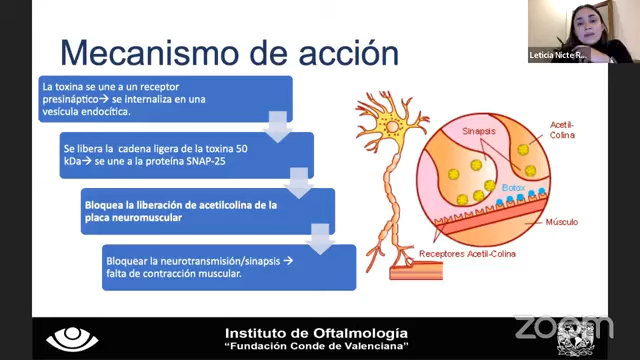 Mecanismo de acción
La toxina se une a un receptor
presináptico→ se internaliza en una
vesícula endocítica.
Se libera la cadena ligera de la toxina 50
kDa→ se une a la proteína SNAP-25
Bloquea la liberación de acetilcolina de la
placa neuromuscular
Bloquear la neurotransmisión/sinapsis →
falta de contracción muscular.
Sinapsis
Acetil-
Colina
Botox
Músculo
Receptores Acetil-Colina
Leticia Nicte R...
Instituto de Oftalmología
“Fundación Conde de Valenciana”
zoom